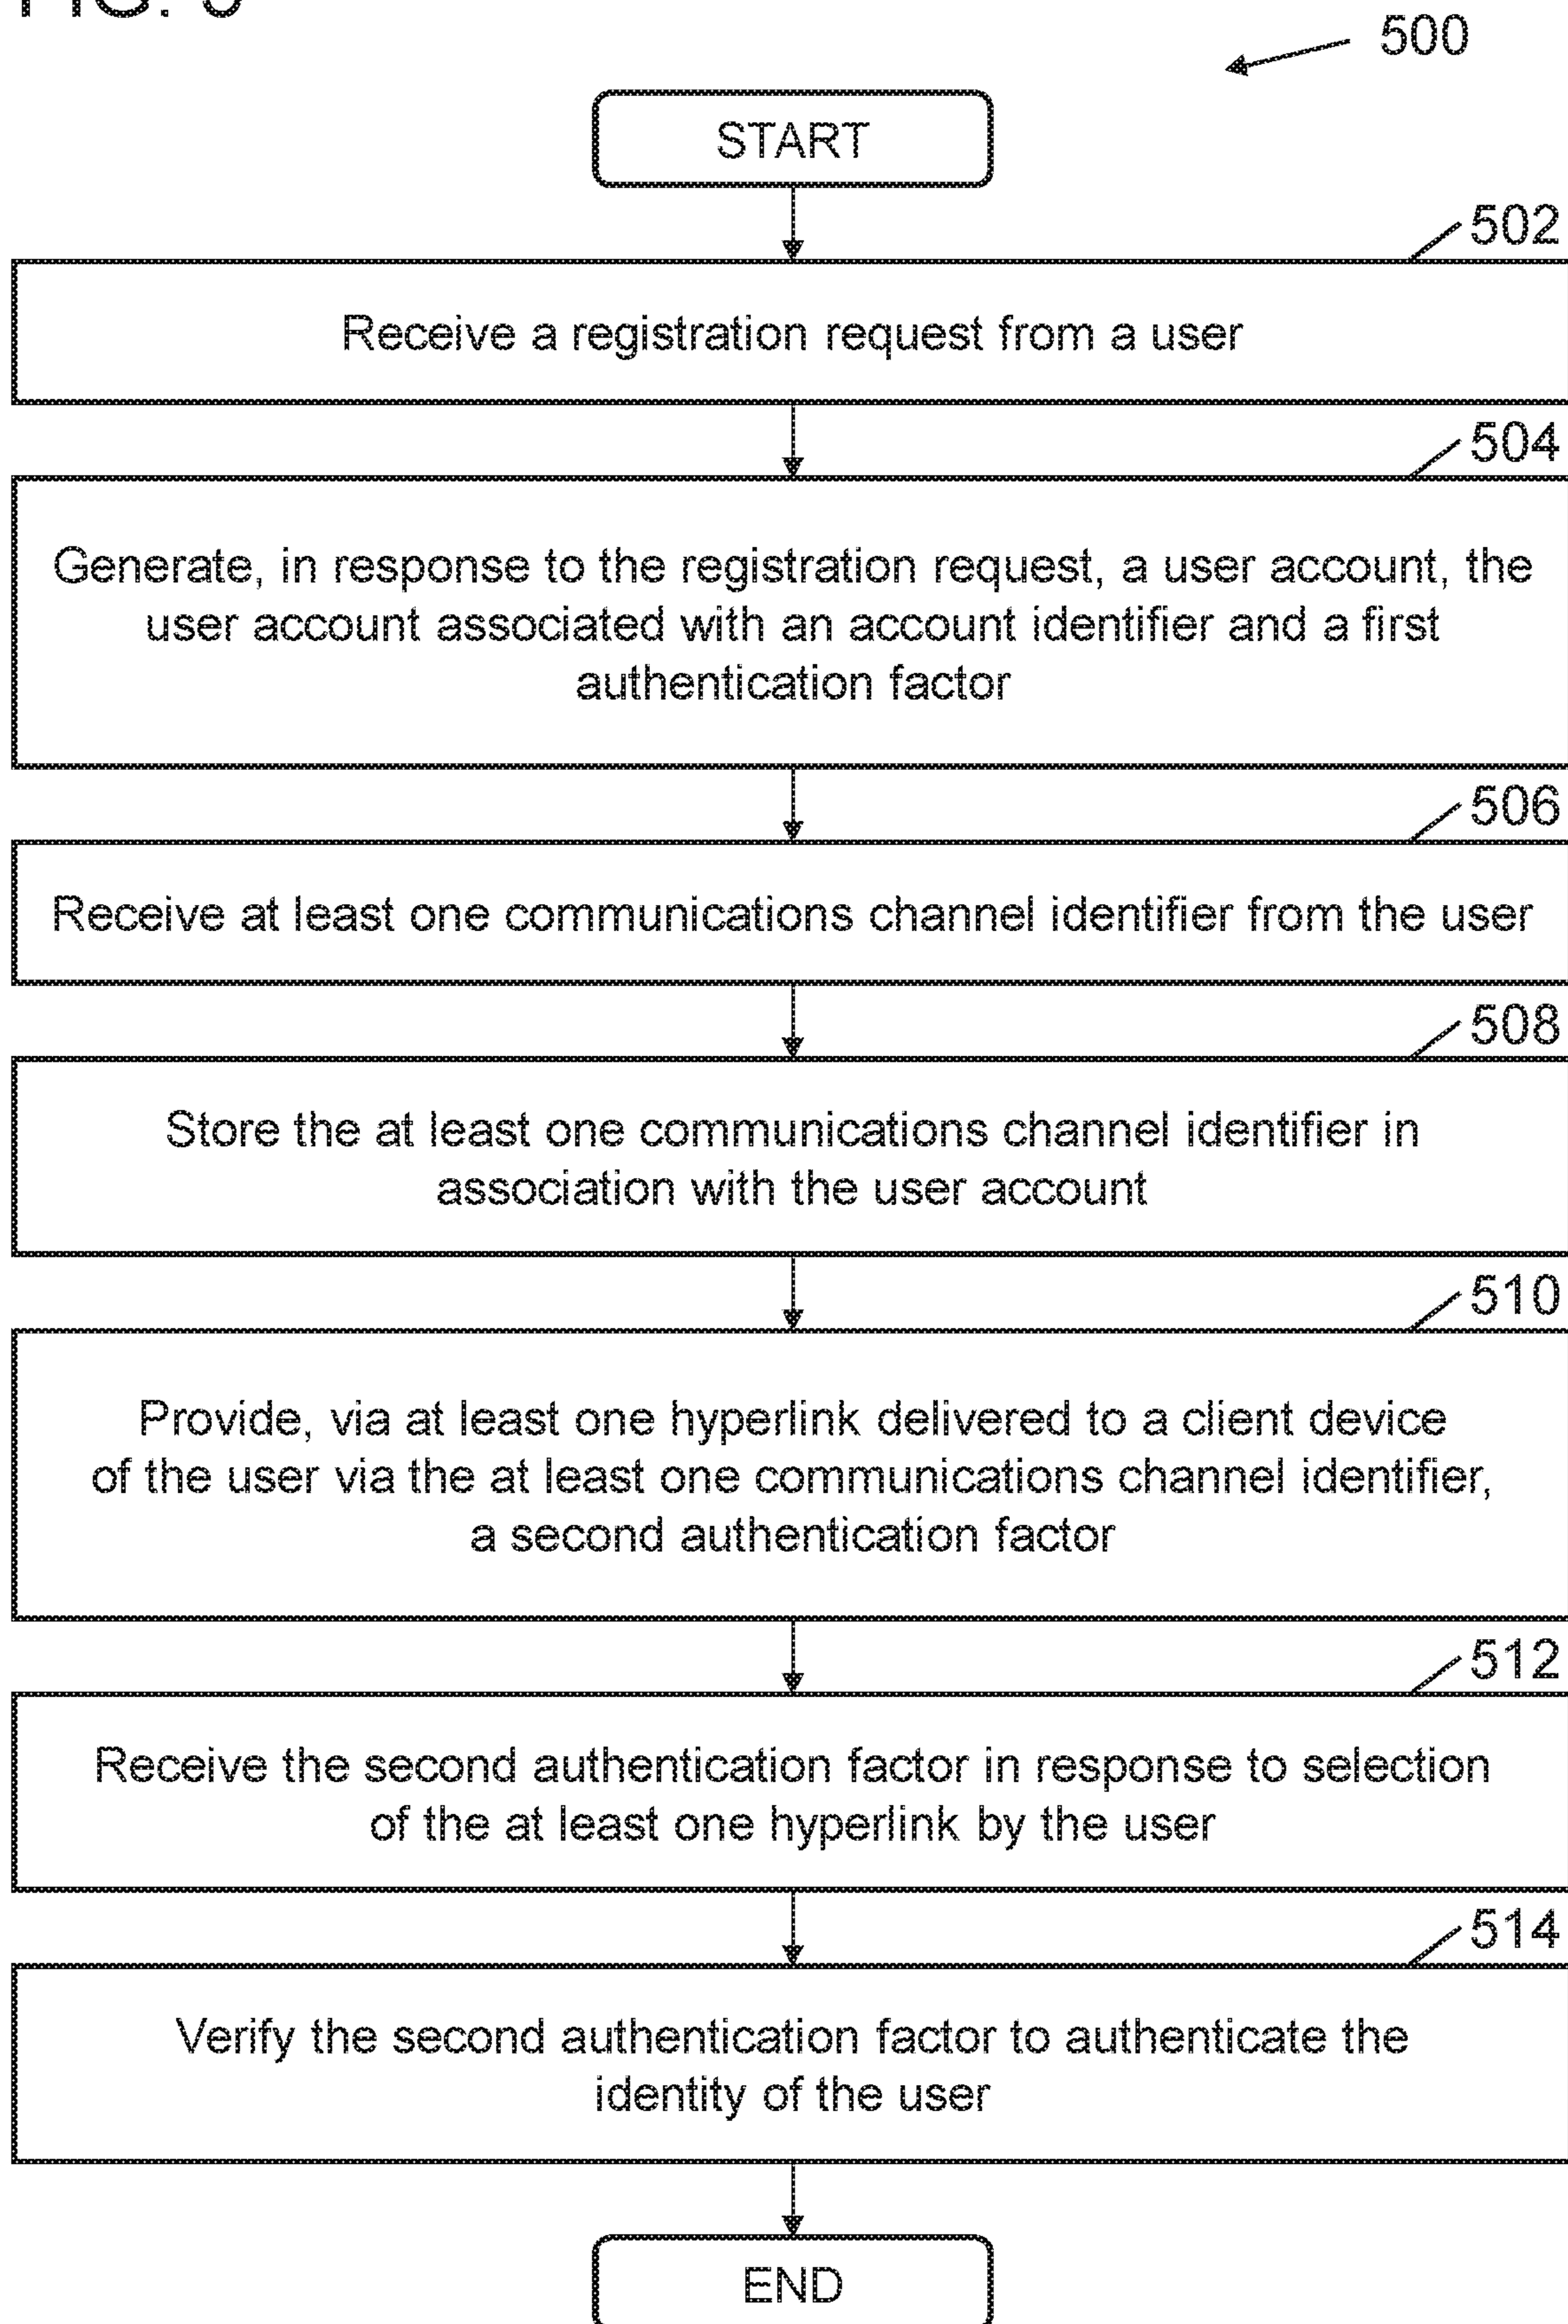 500
START
502
Receive a registration request from a user
504
Generate, in response to the registration request, a user account, the
user account associated with an account identifier and a first
authentication factor
506
Receive at least one communications channel identifier from the user
508
Store the at least one communications channel identifier in
association with the user account
510
Provide, via at least one hyperlink delivered to a client device
of the user via the at least one communications channel identifier,
a second authentication factor
512
Receive the second authentication factor in response to selection
of the at least one hyperlink by the user
514
Verify the second authentication factor to authenticate the
identity of the user
END